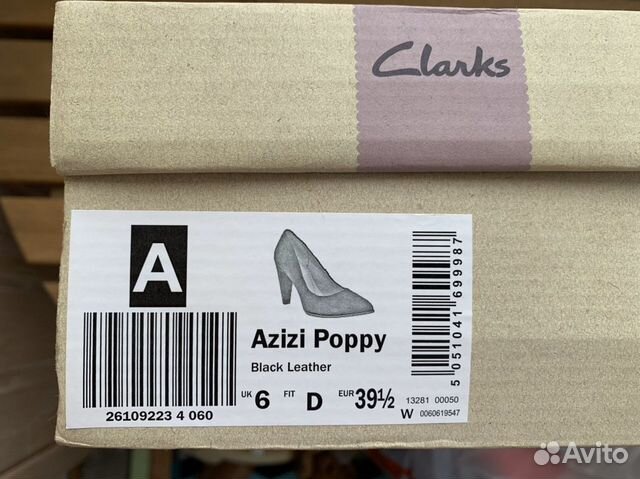 Clarks
A
Azizi Poppy
Black Leather
UK 6 FIT D EUR 39½
26109223 4 060
5 051041 699987
13281 00050
W 0060619547
Avito